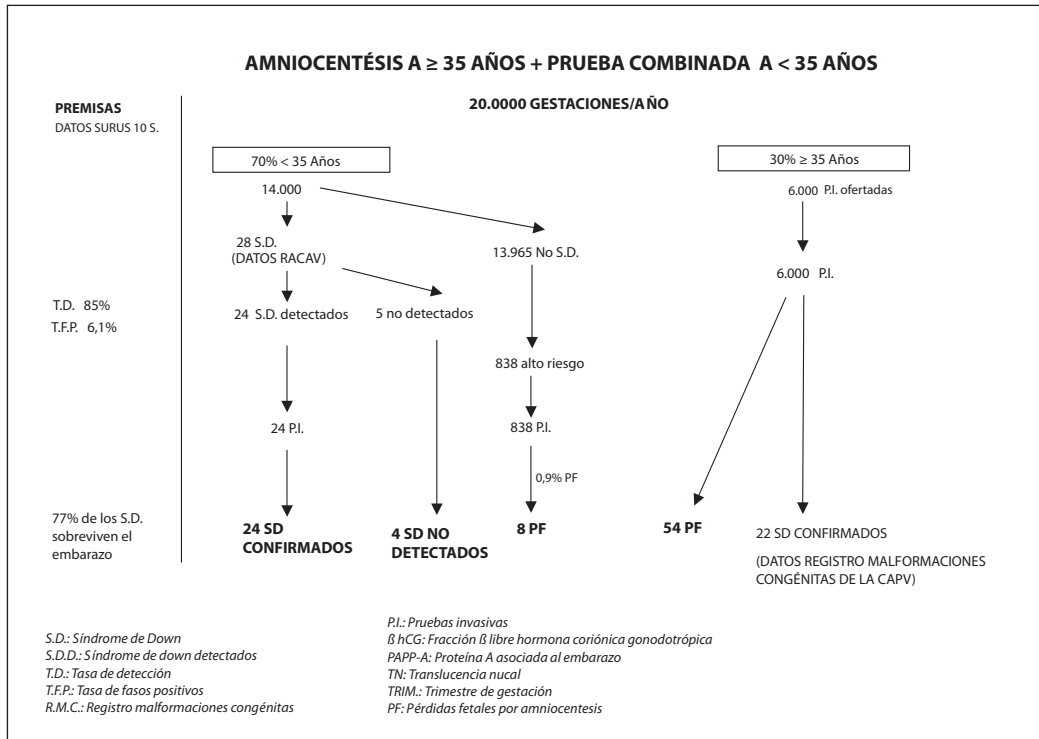 AMNIOCENTÉSIS A ≥ 35 AÑOS + PRUEBA COMBINADA A < 35 AÑOS
20.0000 GESTACIONES/AÑO
PREMISAS
DATOS SURUS 10 S.
70% < 35 Años
30% ≥ 35 Años
14.000
6.000 P.I. ofertadas
28 S.D.
(DATOS RACAV)
13.965 No S.D.
6.000 P.I.
T.D. 85%
T.F.P. 6,1%
24 S.D. detectados
5 no detectados
838 alto riesgo
24 P.I.
838 P.I.
0,9% PF
77% de los S.D.
sobreviven el
embarazo
24 SD
CONFIRMADOS
4 SD NO
DETECTADOS
8 PF
54 PF
22 SD CONFIRMADOS
(DATOS REGISTRO MALFORMACIONES
CONGÉNITAS DE LA CAPV)
S.D.: Síndrome de Down
S.D.D.: Síndrome de down detectados
T.D.: Tasa de detección
T.F.P.: Tasa de fasos positivos
R.M.C.: Registro malformaciones congénitas
P.I.: Pruebas invasivas
ß hCG: Fracción ß libre hormona coriónica gonodotrópica
PAPP-A: Proteína A asociada al embarazo
TN: Translucencia nucal
TRIM.: Trimestre de gestación
PF: Pérdidas fetales por amniocentesis